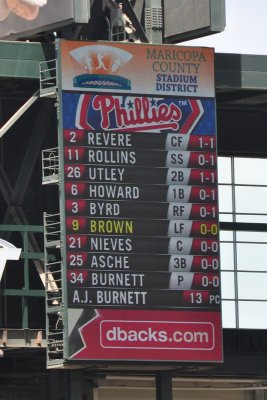 MARICOPA
COUNTY
STADIUM
DISTRICT
Phillies
2 REVERE CF 1-1
11 ROLLINS SS 0-1
26 UTLEY 2B 1-1
6 HOWARD 1B 0-1
3 BYRD RF 0-1
9 BROWN LF 0-0
21 NIEVES C 0-0
25 ASCHE 3B 0-0
34 BURNETT P 0-0
A.J. BURNETT 13 PC
dbacks.com